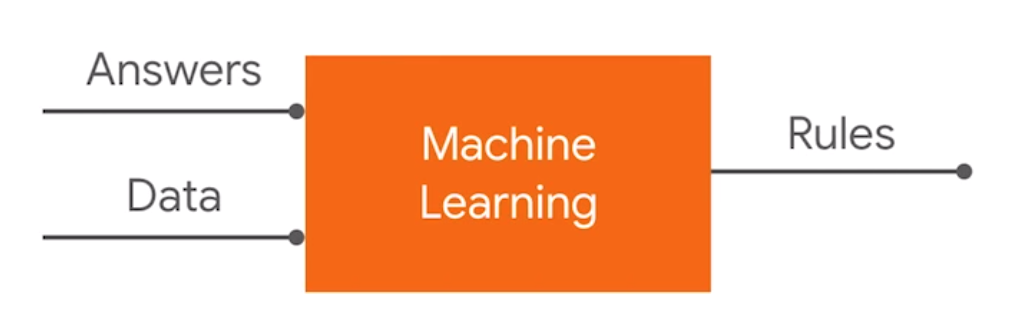 Answers
Data
Machine
Learning
Rules